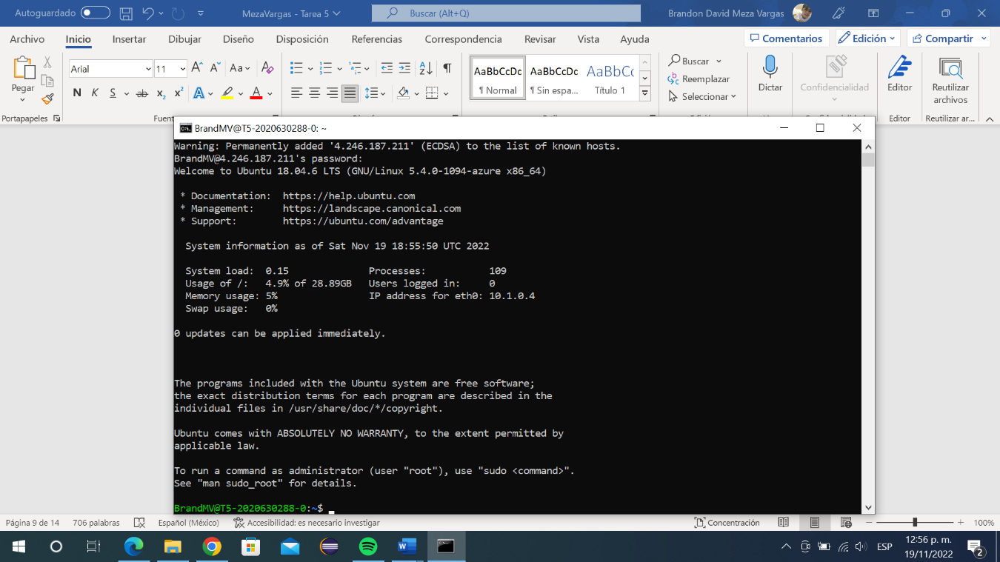 Autoguardado
MezaVargas - Tarea 5
Buscar (Alt+Q)
Brandon David Meza Vargas
Archivo Inicio Insertar Dibujar Diseño Disposición Referencias Correspondencia Revisar Vista Ayuda
Comentarios Edición Compartir
Pegar
Portapapeles
Arial 11
Aa
N K S ab x₂ x² A A
Fuent
AaBbCcDc AaBbCcDc AaBbCc
¶ Normal ¶ Sin espa... Título 1
Buscar
Reemplazar
Seleccionar
Dictar
Confidencialidad
Editor
Editor
Reutilizar
archivos
Reutilizar ar...
BrandMV@T5-2020630288-0: ~
Warning: Permanently added '4.246.187.211' (ECDSA) to the list of known hosts.
BrandMV@4.246.187.211's password:
Welcome to Ubuntu 18.04.6 LTS (GNU/Linux 5.4.0-1094-azure x86_64)
* Documentation: https://help.ubuntu.com
* Management: https://landscape.canonical.com
* Support: https://ubuntu.com/advantage
System information as of Sat Nov 19 18:55:50 UTC 2022
System load: 0.15 Processes: 109
Usage of /: 4.9% of 28.89GB Users logged in: 0
Memory usage: 5% IP address for eth0: 10.1.0.4
Swap usage: 0%
0 updates can be applied immediately.
The programs included with the Ubuntu system are free software;
the exact distribution terms for each program are described in the
individual files in /usr/share/doc/*/copyright.
Ubuntu comes with ABSOLUTELY NO WARRANTY, to the extent permitted by
applicable law.
To run a command as administrator (user "root"), use "sudo <command>".
See "man sudo_root" for details.
BrandMV@T5-2020630288-0:~$
Página 9 de 14 706 palabras Español (México) Accesibilidad: es necesario investigar Concentración 100%
ESP
12:56 p. m.
19/11/2022
2